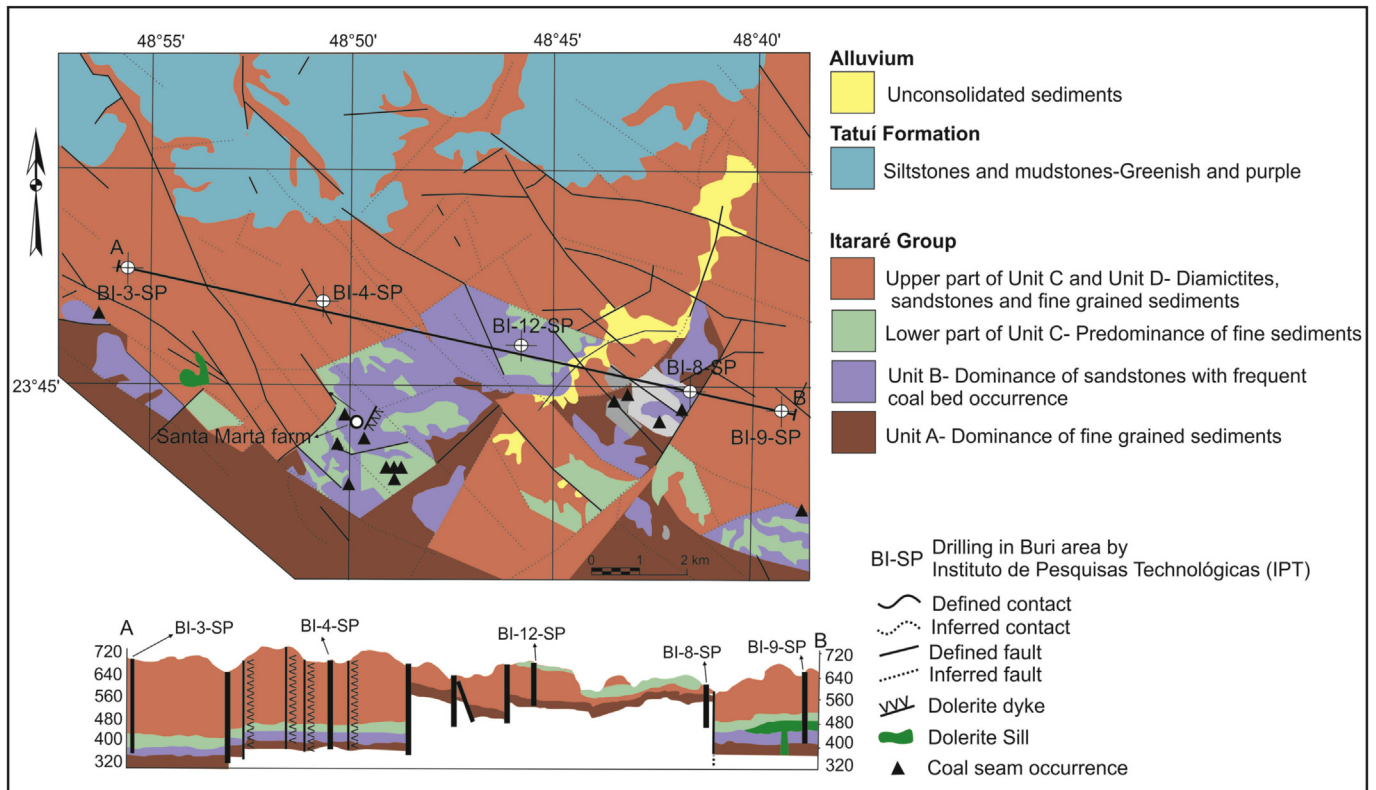 48°55'
48°50'
48°45'
48°40'
A
BI-3-SP
BI-4-SP
BI-12-SP
23°45'
BI-8-SP
B
BI-9-SP
Santa Marta farm
0 1 2 km
Alluvium
Unconsolidated sediments
Tatuí Formation
Siltstones and mudstones-Greenish and purple
Itararé Group
Upper part of Unit C and Unit D- Diamictites,
sandstones and fine grained sediments
Lower part of Unit C- Predominance of fine sediments
Unit B- Dominance of sandstones with frequent
coal bed occurrence
Unit A- Dominance of fine grained sediments
BI-SP
Drilling in Buri area by
Instituto de Pesquisas Technológicas (IPT)
Defined contact
Inferred contact
Defined fault
Inferred fault
Dolerite dyke
Dolerite Sill
Coal seam occurrence
A
BI-3-SP
BI-4-SP
BI-12-SP
BI-8-SP
BI-9-SP
B
720
640
560
480
400
320
720
640
560
480
400
320